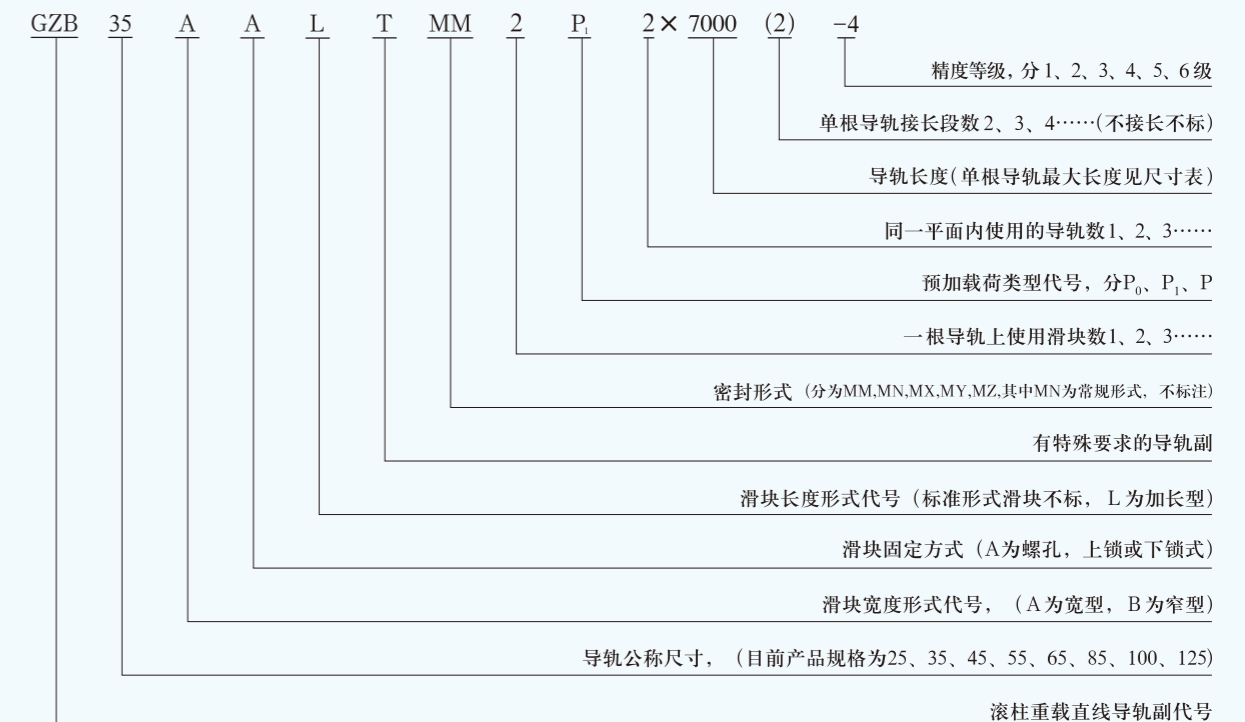 GZB 35 A A L T MM 2 P₁ 2×7000 (2) -4
精度等级, 分 1、2、3、4、5、6 级
单根导轨接长段数 2、3、4……(不接长不标)
导轨长度(单根导轨最大长度见尺寸表)
同一平面内使用的导轨数 1、2、3……
预加载荷类型代号, 分P₀、P₁、P
一根导轨上使用滑块数1、2、3……
密封形式 (分为MM,MN,MX,MY,MZ,其中MN为常规形式, 不标注)
有特殊要求的导轨副
滑块长度形式代号 (标准形式滑块不标, L 为加长型)
滑块固定方式 (A为螺孔, 上锁或下锁式)
滑块宽度形式代号, (A 为宽型, B 为窄型)
导轨公称尺寸, (目前产品规格为25、35、45、55、65、85、100、125)
滚柱重载直线导轨副代号